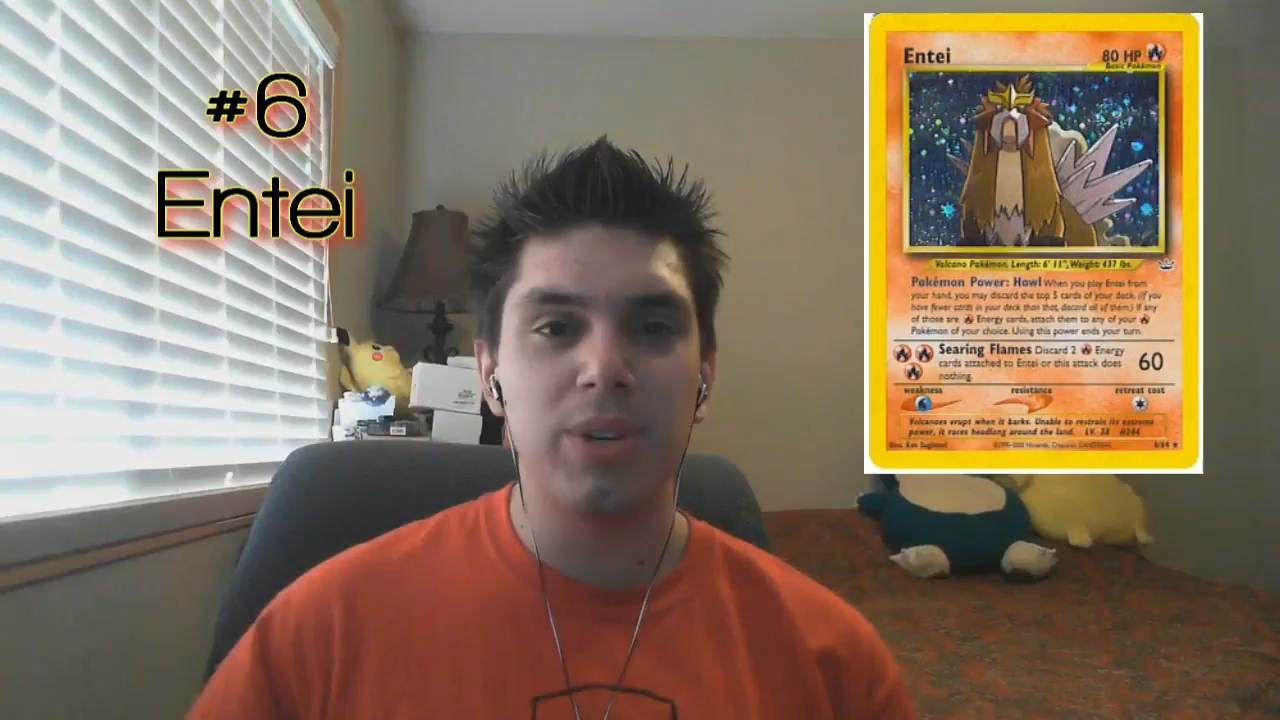 #6
Entei
Entei
80 HP
Basic Pokémon
Volcano Pokémon. Length: 6' 11", Weight: 437 lbs.
Pokémon Power: Howl When you play Entei from
your hand, you may discard the top 5 cards of your deck. (If you
have fewer cards in your deck than that, discard all of them.) If any
of those are Energy cards, attach them to any of your
Pokémon of your choice. Using this power ends your turn.
Searing Flames Discard 2 Energy
cards attached to Entei or this attack does
nothing.
60
weakness
resistance
retreat cost
Volcanoes erupt when it barks. Unable to restrain its extreme
power, it races headlong around the land. LV. 38 #244
Illus. Ken Sugimori
6/64